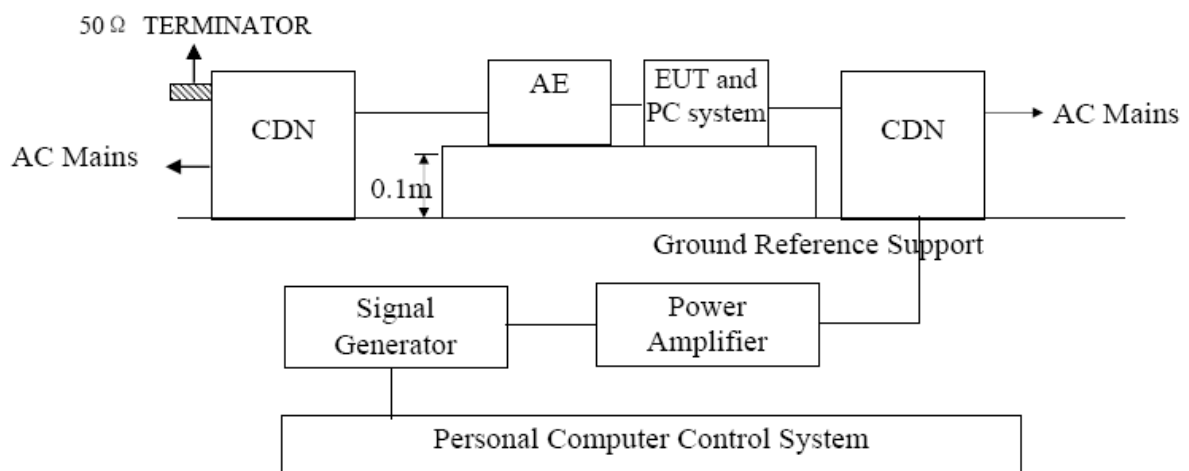 50Ω TERMINATOR
AE
EUT and
PC system
CDN
CDN
AC Mains
AC Mains
0.1m
Ground Reference Support
Signal
Generator
Power
Amplifier
Personal Computer Control System